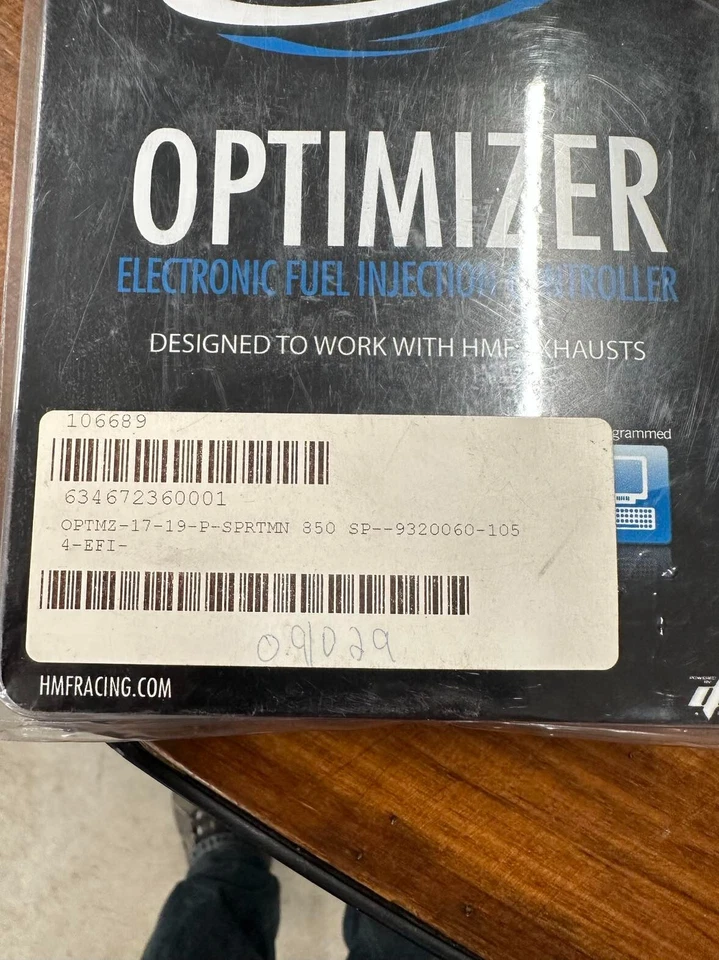 OPTIMIZER
ELECTRONIC FUEL INJECTION CONTROLLER
DESIGNED TO WORK WITH HMF EXHAUSTS
grammed
106689
634672360001
OPTMZ-17-19-P-SPRTMN 850 SP--9320060-105
4-EFI-
HMFRACING.COM